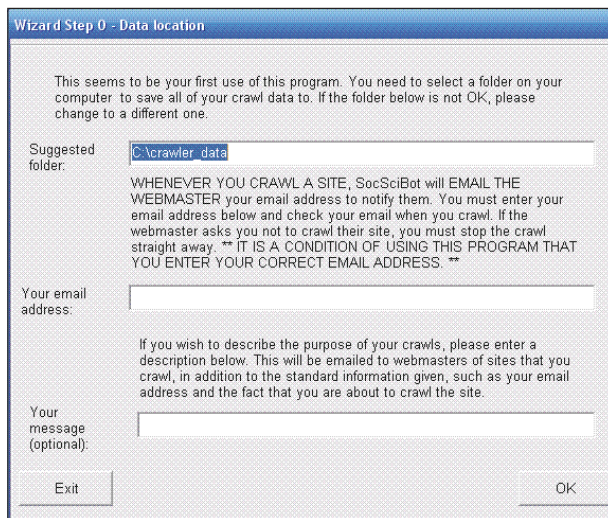 Wizard Step 0 - Data location
This seems to be your first use of this program. You need to select a folder on your
computer to save all of your crawl data to. If the folder below is not OK, please
change to a different one.
Suggested
folder:
C:\crawler_data
WHENEVER YOU CRAWL A SITE, SocSciBot will EMAIL THE
WEBMASTER your email address to notify them. You must enter your
email address below and check your email when you crawl. If the
webmaster asks you not to crawl their site, you must stop the crawl
straight away. ** IT IS A CONDITION OF USING THIS PROGRAM THAT
YOU ENTER YOUR CORRECT EMAIL ADDRESS. **
Your email
address:
If you wish to describe the purpose of your crawls, please enter a
description below. This will be emailed to webmasters of sites that you
crawl, in addition to the standard information given, such as your email
address and the fact that you are about to crawl the site.
Your
message
(optional):
Exit
OK